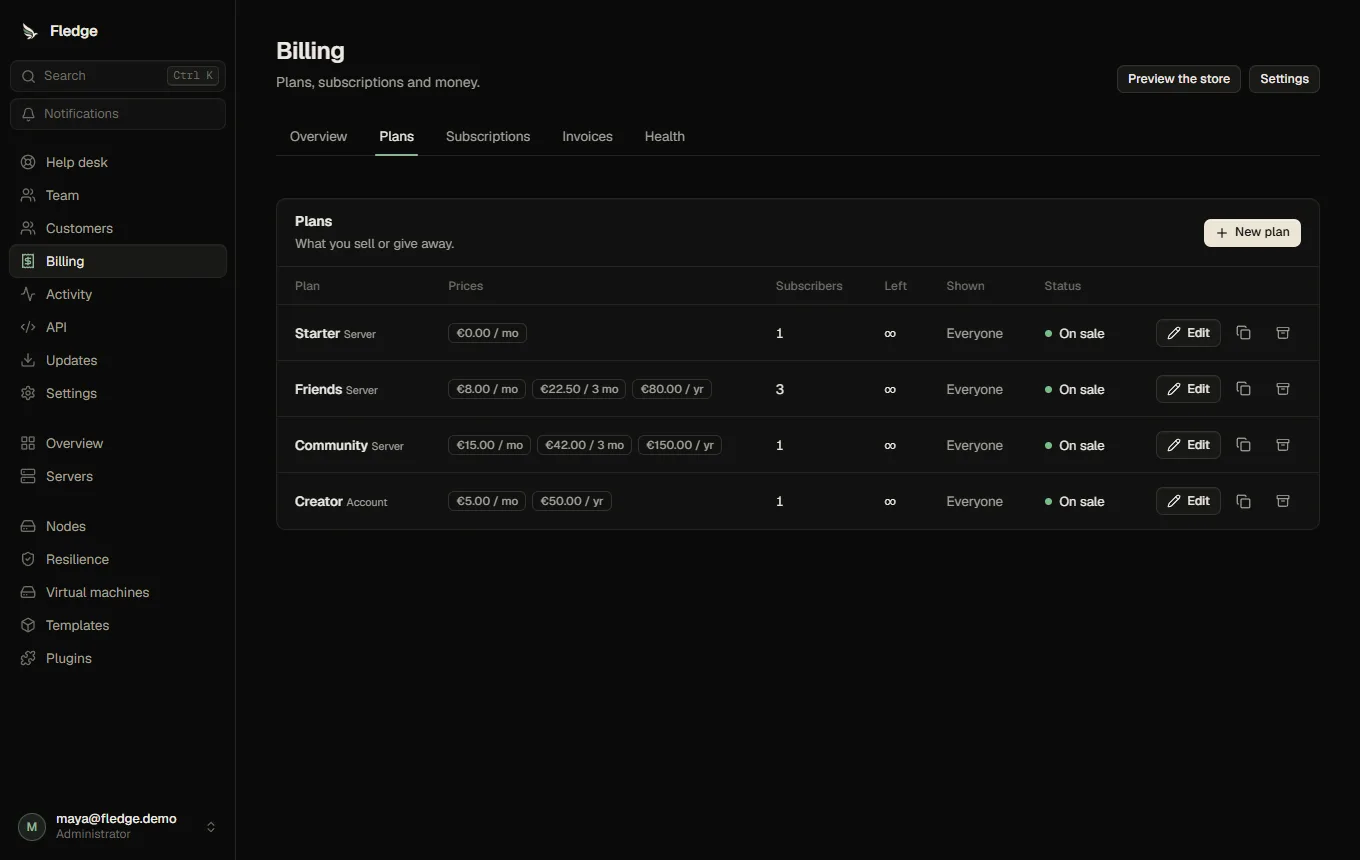 Fledge
Search Ctrl K
Notifications
Help desk
Team
Customers
Billing
Activity
API
Updates
Settings
Overview
Servers
Nodes
Resilience
Virtual machines
Templates
Plugins
M
maya@fledge.demo
Administrator
Billing
Plans, subscriptions and money.
Preview the store Settings
Overview Plans Subscriptions Invoices Health
Plans
What you sell or give away.
New plan
Plan Prices Subscribers Left Shown Status
Starter Server €0.00 / mo 1 ∞ Everyone On sale Edit
Friends Server €8.00 / mo €22.50 / 3 mo €80.00 / yr 3 ∞ Everyone On sale Edit
Community Server €15.00 / mo €42.00 / 3 mo €150.00 / yr 1 ∞ Everyone On sale Edit
Creator Account €5.00 / mo €50.00 / yr 1 ∞ Everyone On sale Edit